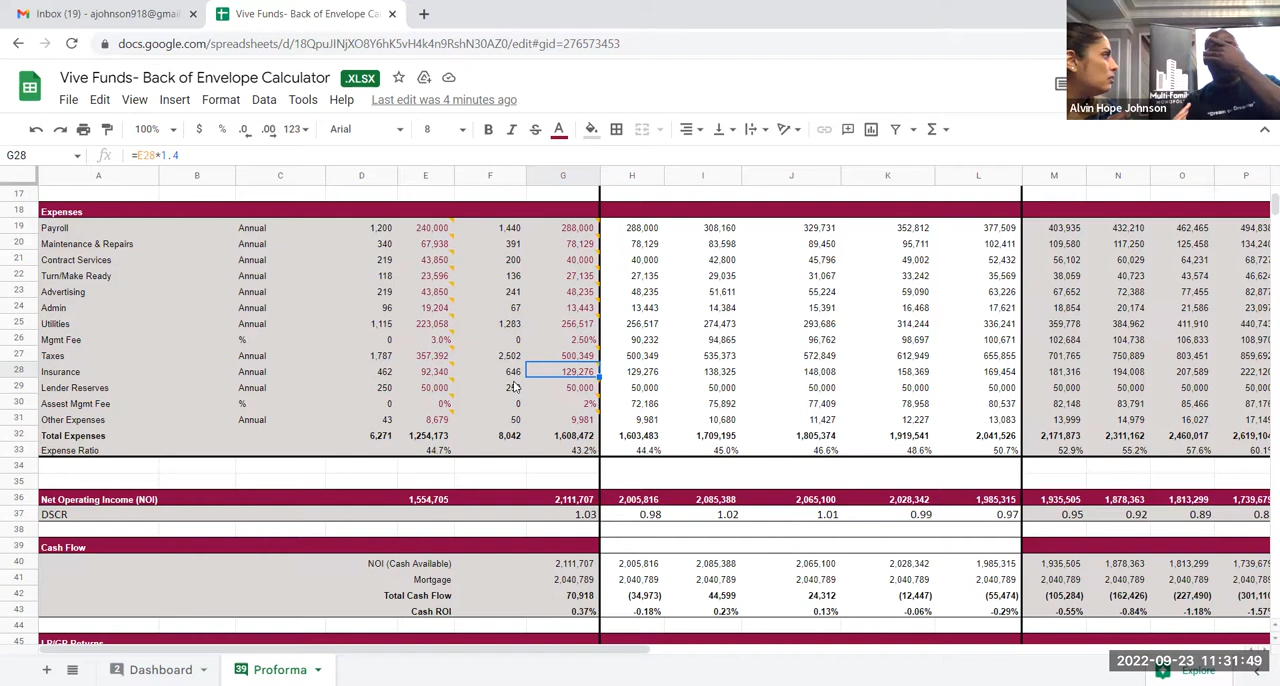 Inbox (19) - ajohnson918@gmail
Vive Funds- Back of Envelope Ca
docs.google.com/spreadsheets/d/18QpuJINjXO8Y6hK5vH4k4n9RshN30AZ0/edit#gid=276573453
Vive Funds- Back of Envelope Calculator .XLSX
File Edit View Insert Format Data Tools Help Last edit was 4 minutes ago
Multi-Family
Alvin Hope Johnson
100% $ % .0 .00 123 Arial 8 B I S A
G28 fx =E28*1.4
A B C D E F G H I J K L M N O P
17
18 Expenses
19 Payroll Annual 1,200 240,000 1,440 288,000 288,000 308,160 329,731 352,812 377,509 403,935 432,210 462,465 494,838
20 Maintenance & Repairs Annual 340 67,938 391 78,129 78,129 83,598 89,450 95,711 102,411 109,580 117,250 125,458 134,240
21 Contract Services Annual 219 43,850 200 40,000 40,000 42,800 45,796 49,002 52,432 56,102 60,029 64,231 68,727
22 Turn/Make Ready Annual 118 23,596 136 27,135 27,135 29,035 31,067 33,242 35,569 38,059 40,723 43,574 46,624
23 Advertising Annual 219 43,850 241 48,235 48,235 51,611 55,224 59,090 63,226 67,652 72,388 77,455 82,877
24 Admin Annual 96 19,204 67 13,443 13,443 14,384 15,391 16,468 17,621 18,854 20,174 21,586 23,097
25 Utilities Annual 1,115 223,058 1,283 256,517 256,517 274,473 293,686 314,244 336,241 359,778 384,962 411,910 440,743
26 Mgmt Fee % 0 3.0% 0 2.50% 90,232 94,864 96,762 98,698 100,671 102,684 104,738 106,833 108,970
27 Taxes Annual 1,787 357,392 2,502 500,349 500,349 535,373 572,849 612,949 655,855 701,765 750,889 803,451 859,692
28 Insurance Annual 462 92,340 646 129,276 129,276 138,325 148,008 158,369 169,454 181,316 194,008 207,589 222,120
29 Lender Reserves Annual 250 50,000 50,000 50,000 50,000 50,000 50,000 50,000 50,000 50,000 50,000 50,000
30 Assest Mgmt Fee % 0 0% 0 2% 72,186 75,892 77,409 78,958 80,537 82,148 83,791 85,466 87,176
31 Other Expenses Annual 43 8,679 50 9,981 9,981 10,680 11,427 12,227 13,083 13,999 14,979 16,027 17,149
32 Total Expenses 6,271 1,254,173 8,042 1,608,472 1,603,483 1,709,195 1,805,374 1,919,541 2,041,526 2,171,873 2,311,162 2,460,017 2,619,104
33 Expense Ratio 44.7% 43.2% 44.4% 45.0% 46.6% 48.6% 50.7% 52.9% 55.2% 57.6% 60.1%
34
35
36 Net Operating Income (NOI) 1,554,705 2,111,707 2,005,816 2,085,388 2,065,100 2,028,342 1,985,315 1,935,505 1,878,363 1,813,299 1,739,679
37 DSCR 1.03 0.98 1.02 1.01 0.99 0.97 0.95 0.92 0.89 0.8
38
39 Cash Flow
40 NOI (Cash Available) 2,111,707 2,005,816 2,085,388 2,065,100 2,028,342 1,985,315 1,935,505 1,878,363 1,813,299 1,739,679
41 Mortgage 2,040,789 2,040,789 2,040,789 2,040,789 2,040,789 2,040,789 2,040,789 2,040,789 2,040,789 2,040,789
42 Total Cash Flow 70,918 (34,973) 44,599 24,312 (12,447) (55,474) (105,284) (162,426) (227,490) (301,110
43 Cash ROI 0.37% -0.18% 0.23% 0.13% -0.06% -0.29% -0.55% -0.84% -1.18% -1.57%
44
45 LP/GP Returns
2 Dashboard 39 Proforma
2022-09-23 11:31:49
Explore